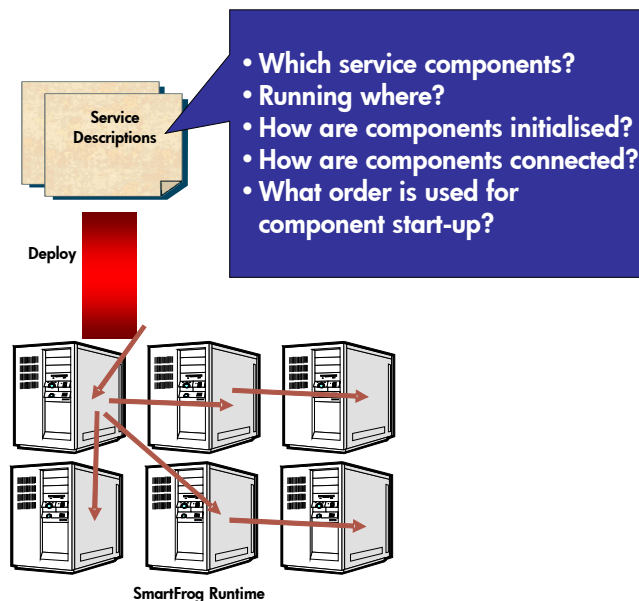 • Which service components?
• Running where?
• How are components initialised?
• How are components connected?
• What order is used for
component start-up?
Service
Descriptions
Deploy
SmartFrog Runtime